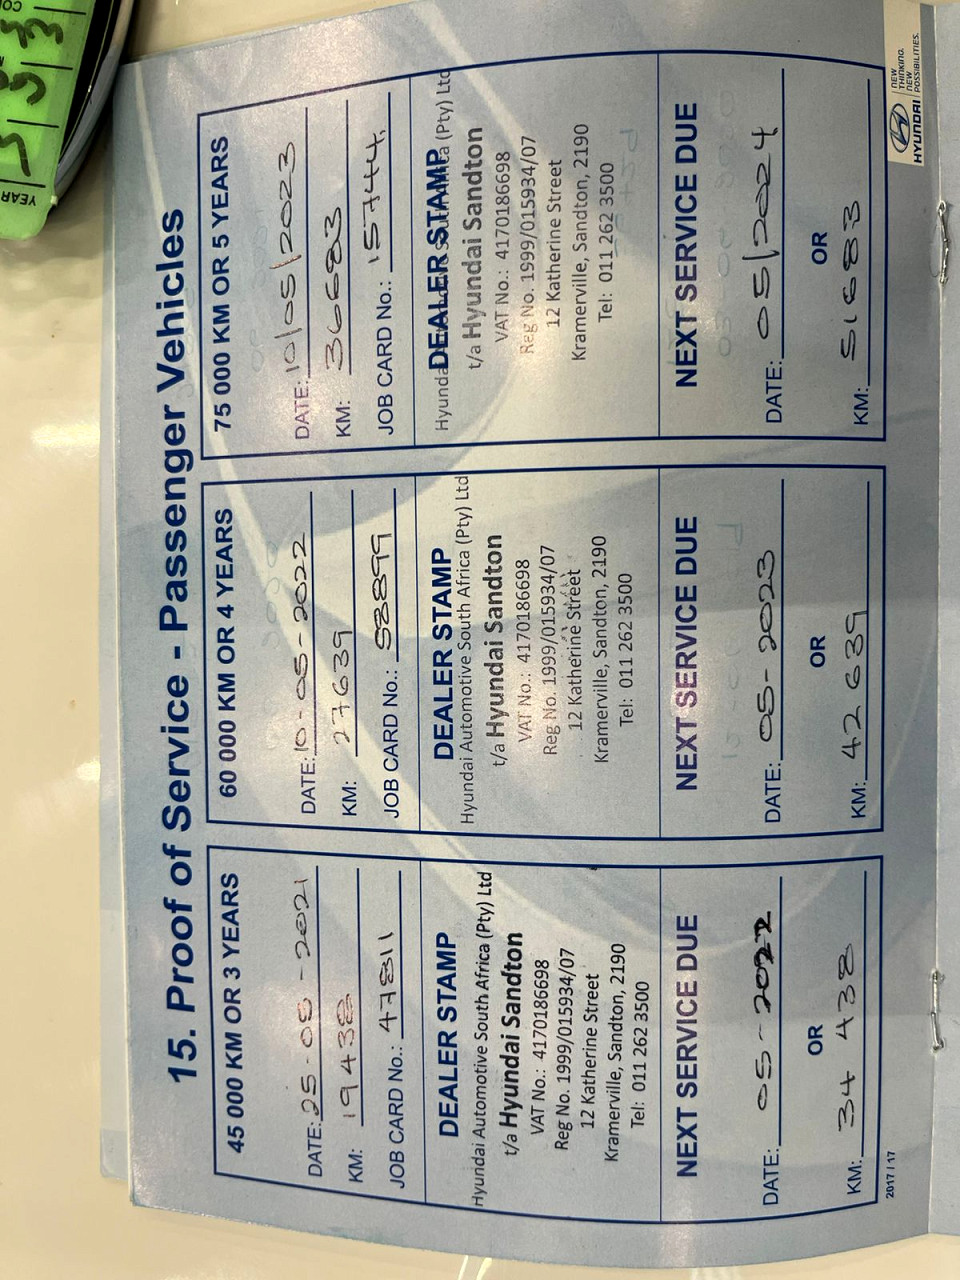 15. Proof of Service - Passenger Vehicles
45 000 KM OR 3 YEARS
DATE: 25-05-2021
KM: 19438
JOB CARD No.: 47811
DEALER STAMP
Hyundai Automotive South Africa (Pty) Ltd
t/a Hyundai Sandton
VAT No.: 4170186698
Reg No. 1999/015934/07
12 Katherine Street
Kramerville, Sandton, 2190
Tel: 011 262 3500
NEXT SERVICE DUE
DATE: 05-2022
OR
KM: 34 438
60 000 KM OR 4 YEARS
DATE: 10-05-2022
KM: 27639
JOB CARD No.: 58899
DEALER STAMP
Hyundai Automotive South Africa (Pty) Ltd
t/a Hyundai Sandton
VAT No.: 4170186698
Reg No. 1999/015934/07
12 Katherine Street
Kramerville, Sandton, 2190
Tel: 011 262 3500
NEXT SERVICE DUE
DATE: 05-2023
OR
KM: 42 639
75 000 KM OR 5 YEARS
DATE: 10/05/2023
KM: 36683
JOB CARD No.: 15744
DEALER STAMP
(Pty) Ltd
t/a Hyundai Sandton
VAT No.: 4170186698
Reg No. 1999/015934/07
12 Katherine Street
Kramerville, Sandton, 2190
Tel: 011 262 3500
NEXT SERVICE DUE
DATE: 05/2024
OR
KM: 51683
2017 / 17
HYUNDAI
NEW
THINKING.
NEW
POSSIBILITIES.
YEAR